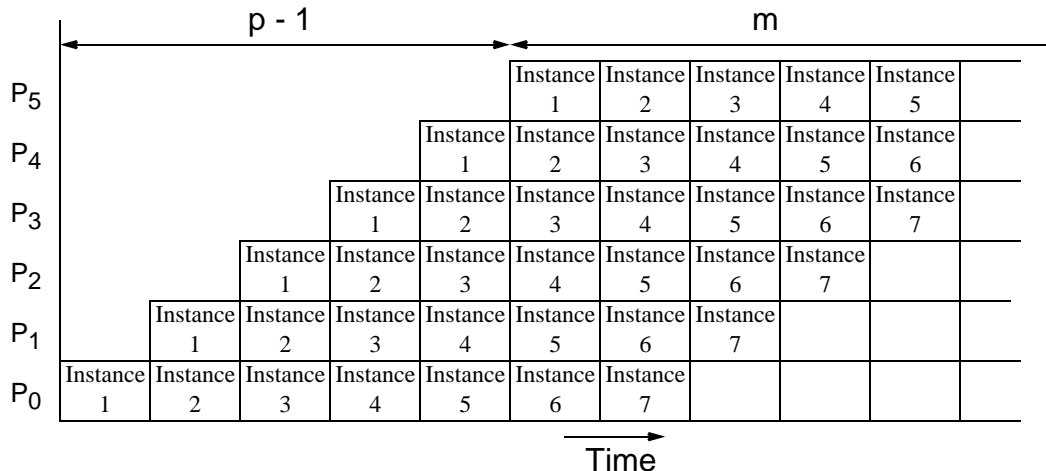 p - 1 m
P5 Instance 1 Instance 2 Instance 3 Instance 4 Instance 5
P4 Instance 1 Instance 2 Instance 3 Instance 4 Instance 5 Instance 6
P3 Instance 1 Instance 2 Instance 3 Instance 4 Instance 5 Instance 6 Instance 7
P2 Instance 1 Instance 2 Instance 3 Instance 4 Instance 5 Instance 6 Instance 7
P1 Instance 1 Instance 2 Instance 3 Instance 4 Instance 5 Instance 6 Instance 7
P0 Instance 1 Instance 2 Instance 3 Instance 4 Instance 5 Instance 6 Instance 7
Time